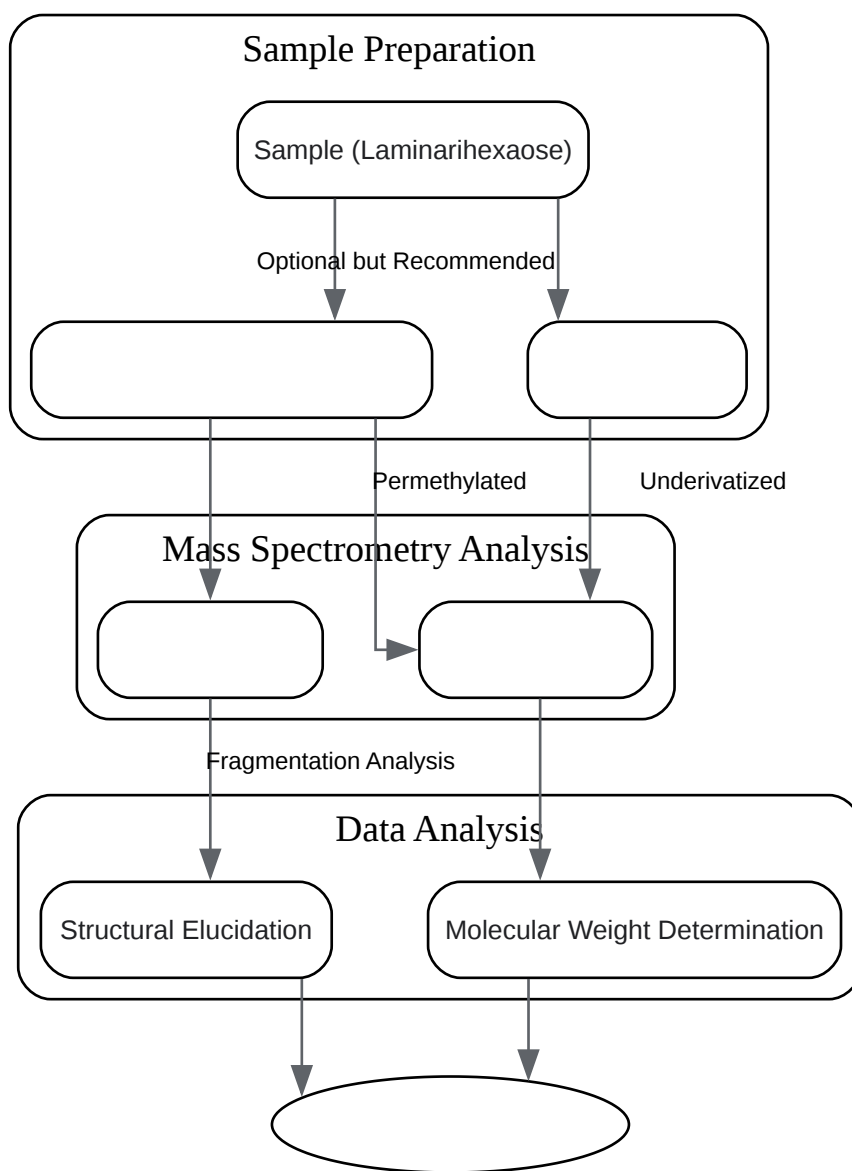 Sample Preparation
Sample (Laminarihexaose)
Optional but Recommended
Permethylated
Underivatized
Mass Spectrometry Analysis
Fragmentation Analysis
Data Analysis
Structural Elucidation
Molecular Weight Determination